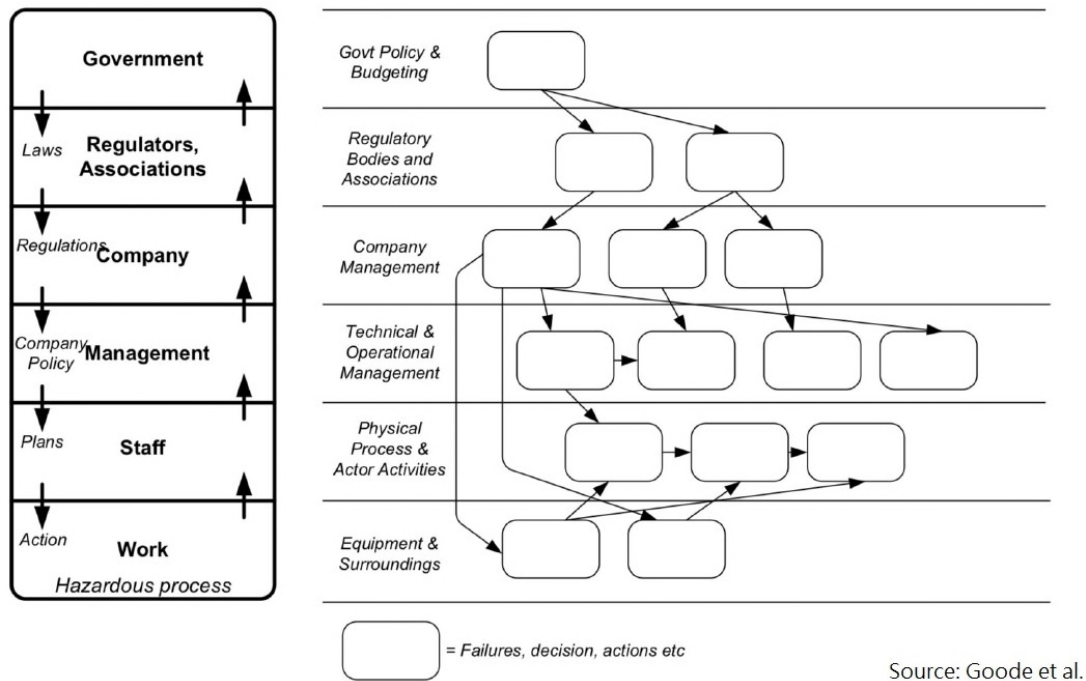 Government
Laws
Regulators,
Associations
Regulations
Company
Company
Policy
Management
Plans
Staff
Action
Work
Hazardous process
Govt Policy &
Budgeting
Regulatory
Bodies and
Associations
Company
Management
Technical &
Operational
Management
Physical
Process &
Actor Activities
Equipment &
Surroundings
= Failures, decision, actions etc
Source: Goode et al.